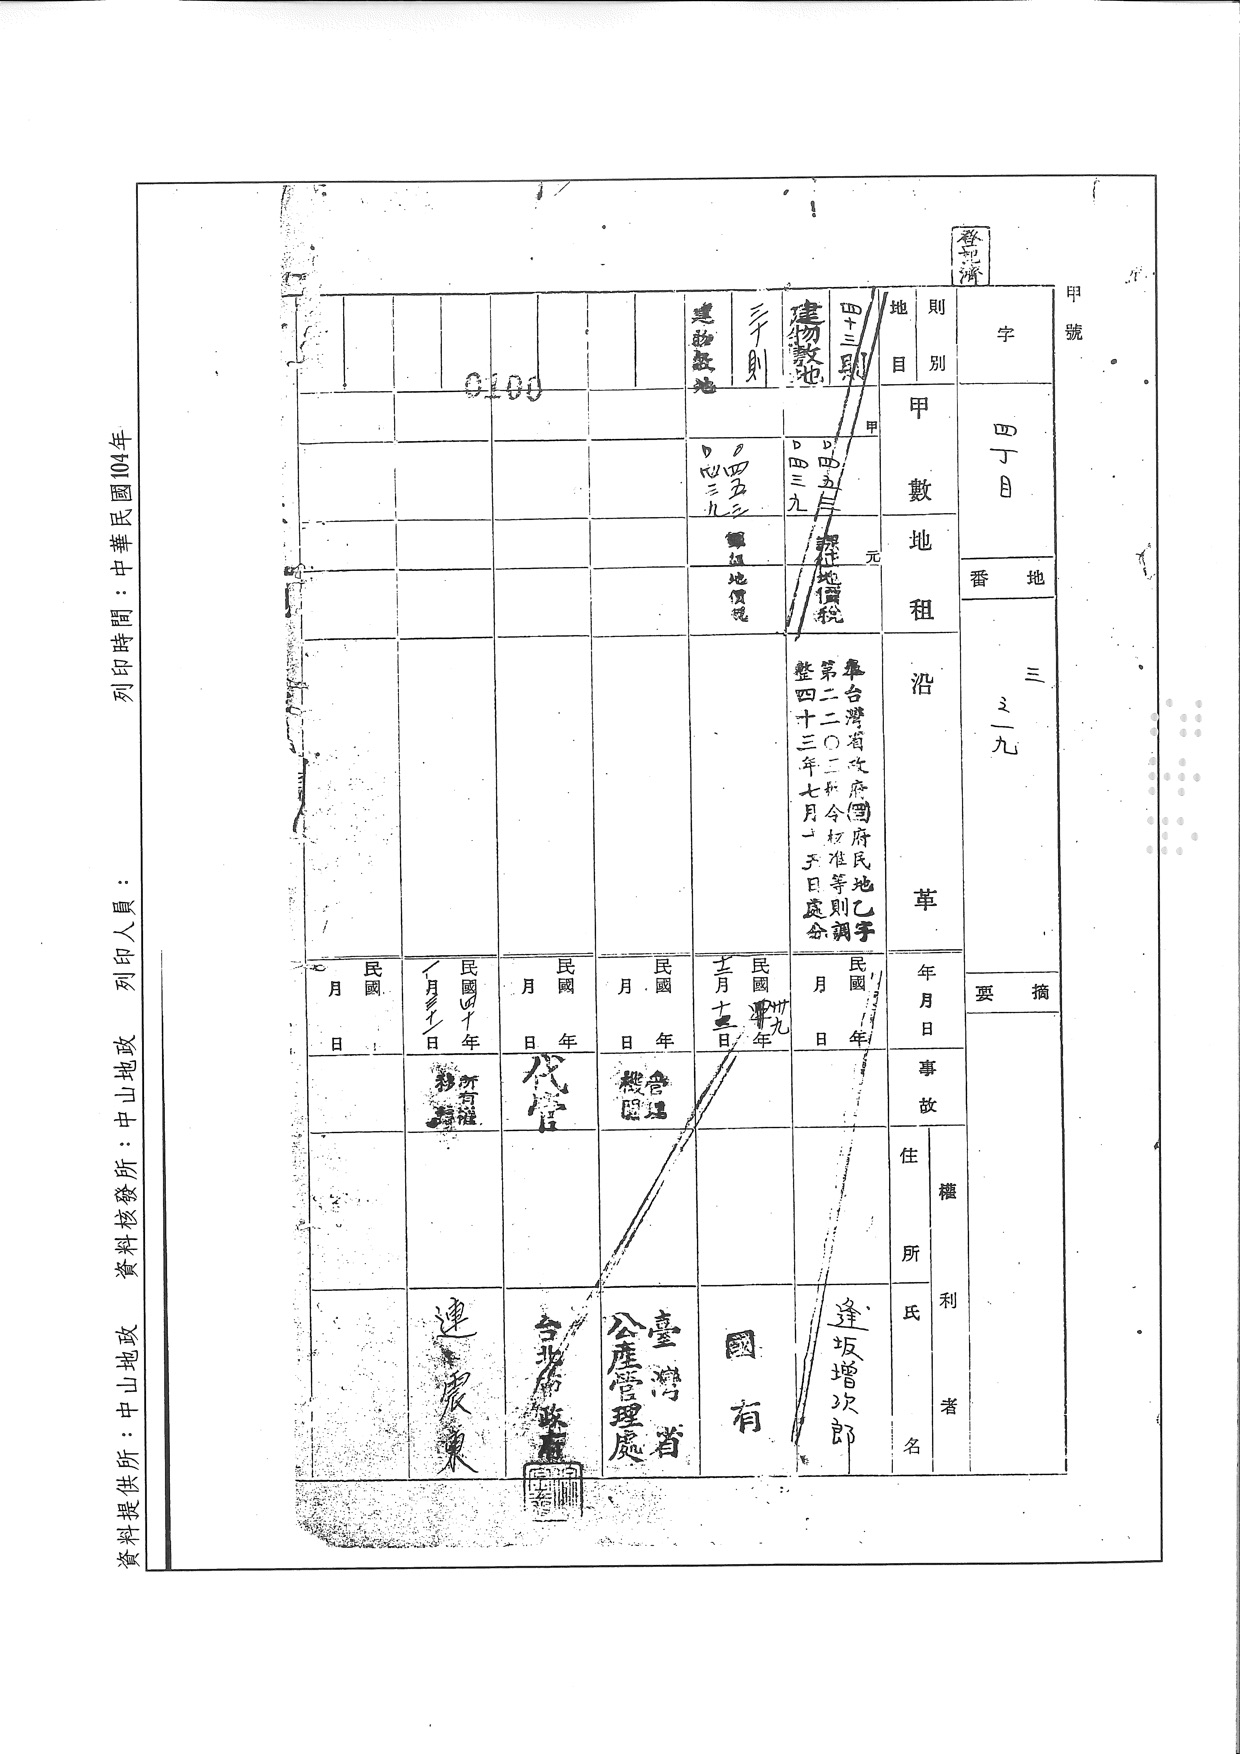 甲號
登記濟
字
四丁目
地番
三
之一九
摘要
則別
地目
甲數
地租
沿革
年月日
事故
權利者
住所
氏名
甲
元
四十三則
建物敷地
0四五三
0四三九
課徵地價稅
奉台灣省政府府民地乙字
第二二〇二號令核准等則調
整四十三年七月十五日處分
民國 年
月 日
逢坂增次郎
三十則
建物敷地
0四五三
0四三九
課征地價稅
民國卅九年
十二月 日
國有
民國 年
月 日
管理
機關
臺灣省
公產管理處
民國 年
月 日
代管
台北市政府
民國四十年
一月三十一日
所有權
移轉
連震東
民國
月 日
0100
資料提供所：中山地政 資料核發所：中山地政 列印人員： 列印時間：中華民國104年